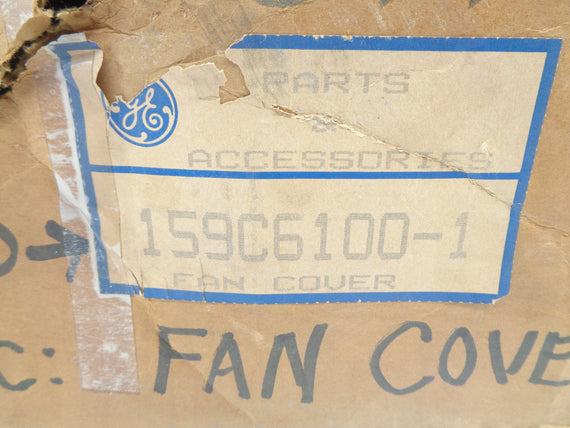 GE
PARTS
&
ACCESSORIES
159C6100-1
FAN COVER
C: FAN COVE